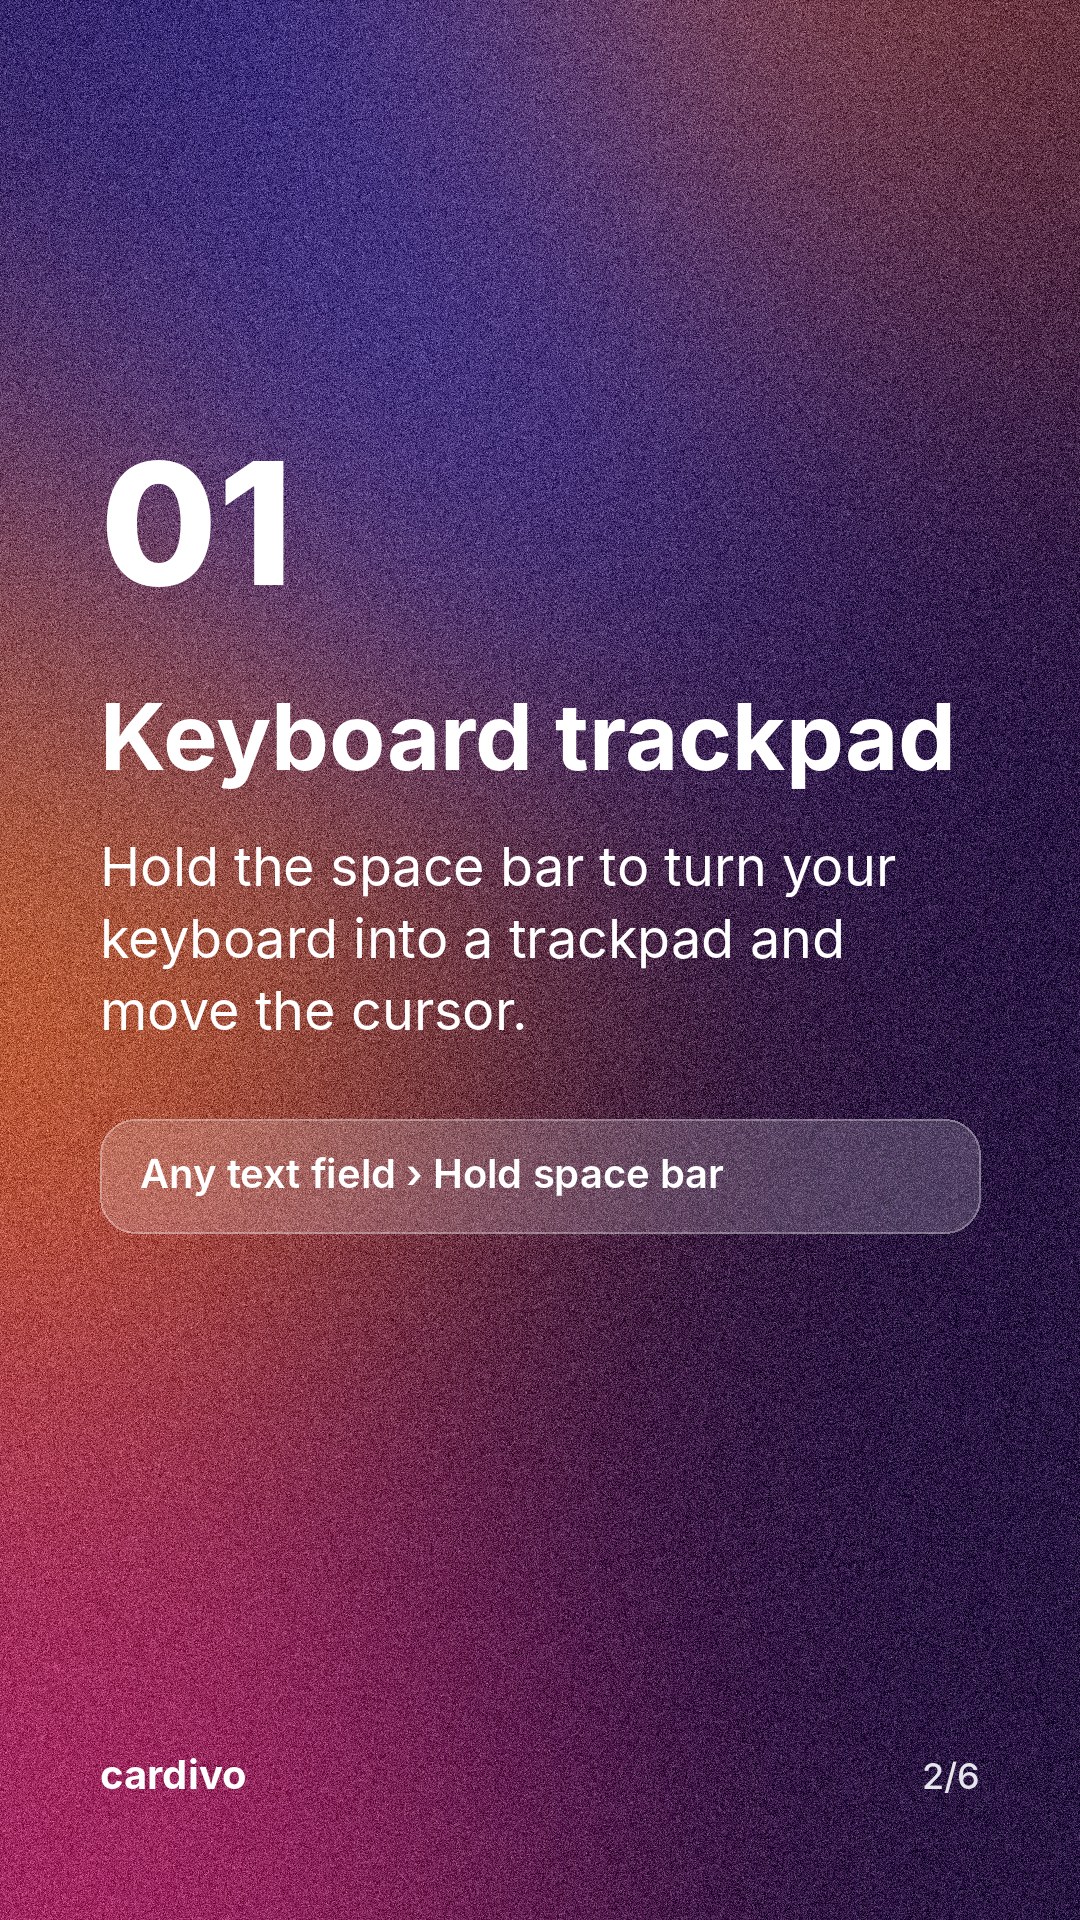 01
Keyboard trackpad
Hold the space bar to turn your
keyboard into a trackpad and
move the cursor.
Any text field › Hold space bar
cardivo
2/6